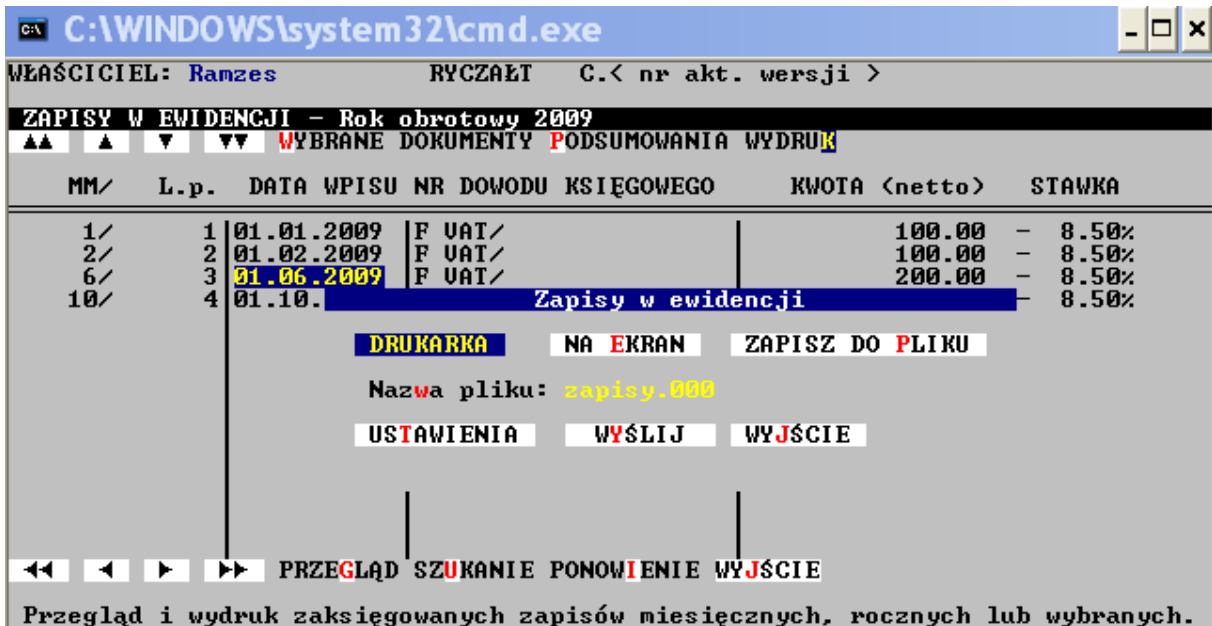 C:\WINDOWS\system32\cmd.exe
WŁAŚCICIEL: Ramzes RYCZAŁT C.< nr akt. wersji >
ZAPISY W EWIDENCJI - Rok obrotowy 2009
WYBRANE DOKUMENTY PODSUMOWANIA WYDRUK
MM/ L.p. DATA WPISU NR DOWODU KSIĘGOWEGO KWOTA (netto) STAWKA
1/ 1 01.01.2009 F VAT/ 100.00 - 8.50%
2/ 2 01.02.2009 F VAT/ 100.00 - 8.50%
6/ 3 01.06.2009 F VAT/ 200.00 - 8.50%
10/ 4 01.10. Zapisy w ewidencji - 8.50%
DRUKARKA NA EKRAN ZAPISZ DO PLIKU
Nazwa pliku: zapisy.000
USTAWIENIA WYŚLIJ WYJŚCIE
PRZEGLĄD SZUKANIE PONOWIENIE WYJŚCIE
Przegląd i wydruk zaksięgowanych zapisów miesięcznych, rocznych lub wybranych.